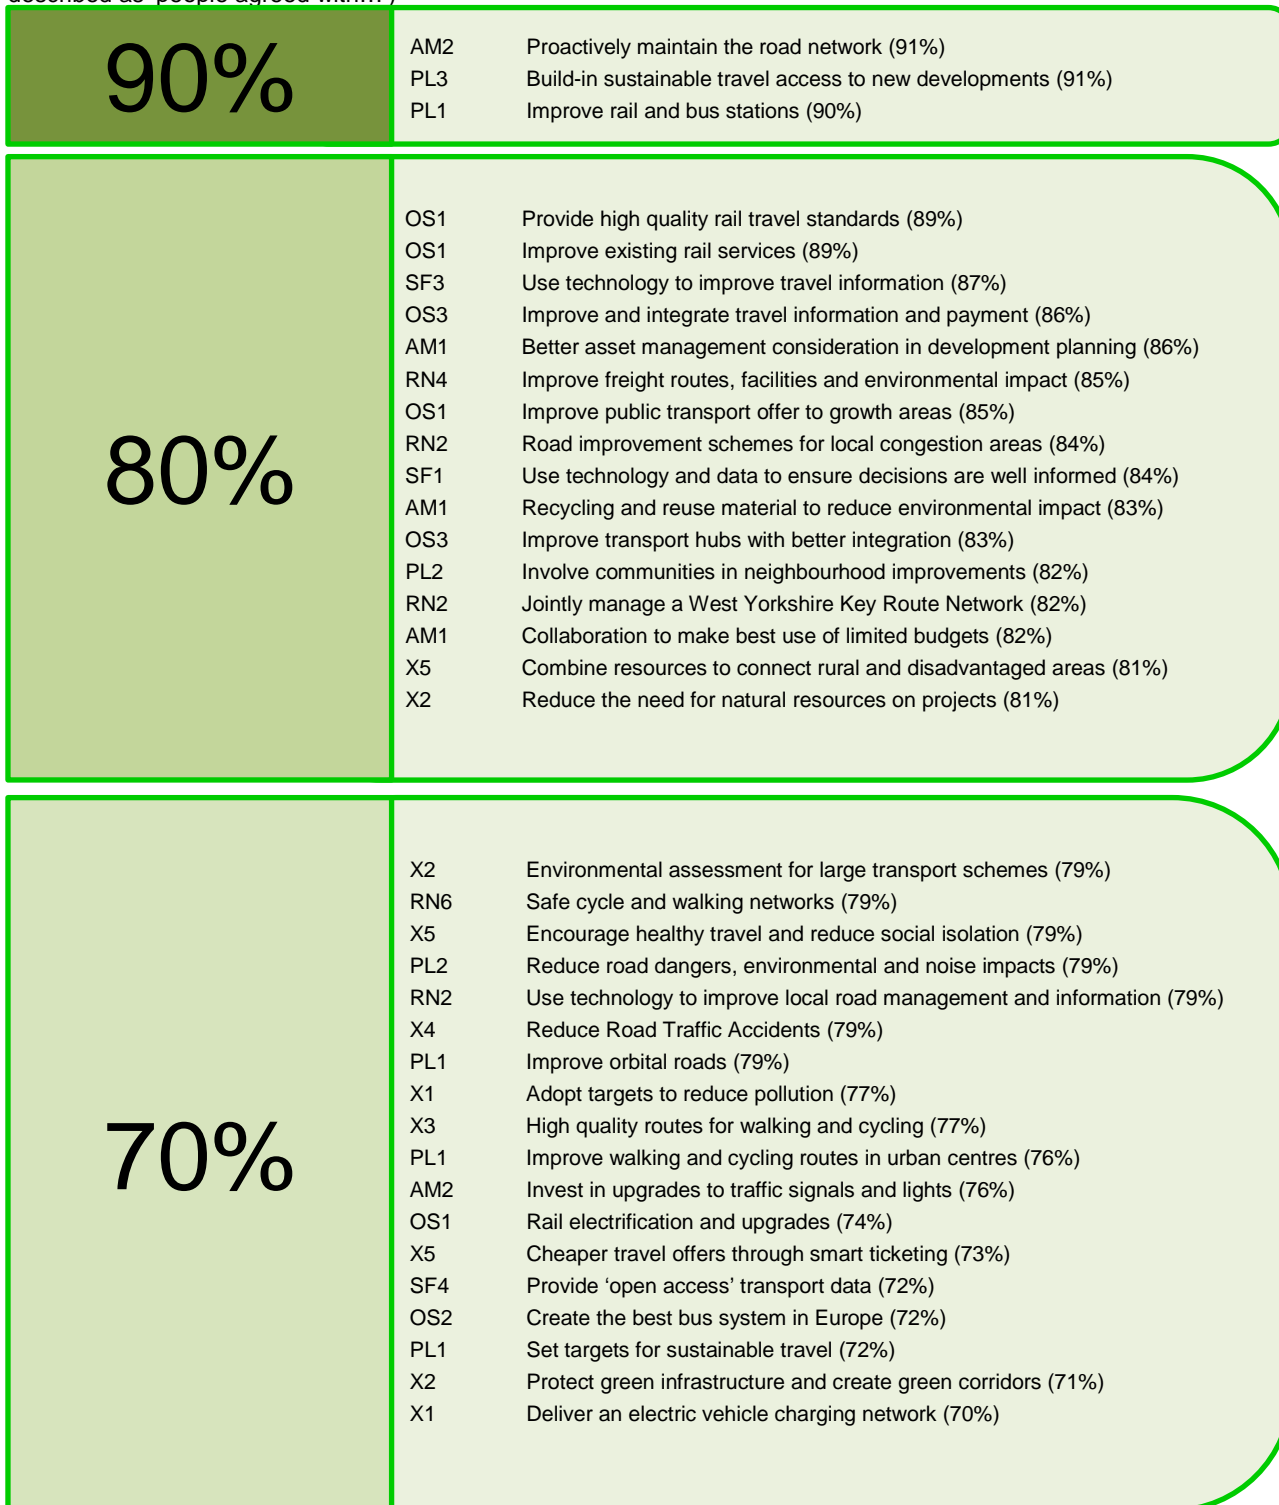 described as 'people agreed with…')
90%
AM2 Proactively maintain the road network (91%)
PL3 Build-in sustainable travel access to new developments (91%)
PL1 Improve rail and bus stations (90%)
80%
OS1 Provide high quality rail travel standards (89%)
OS1 Improve existing rail services (89%)
SF3 Use technology to improve travel information (87%)
OS3 Improve and integrate travel information and payment (86%)
AM1 Better asset management consideration in development planning (86%)
RN4 Improve freight routes, facilities and environmental impact (85%)
OS1 Improve public transport offer to growth areas (85%)
RN2 Road improvement schemes for local congestion areas (84%)
SF1 Use technology and data to ensure decisions are well informed (84%)
AM1 Recycling and reuse material to reduce environmental impact (83%)
OS3 Improve transport hubs with better integration (83%)
PL2 Involve communities in neighbourhood improvements (82%)
RN2 Jointly manage a West Yorkshire Key Route Network (82%)
AM1 Collaboration to make best use of limited budgets (82%)
X5 Combine resources to connect rural and disadvantaged areas (81%)
X2 Reduce the need for natural resources on projects (81%)
70%
X2 Environmental assessment for large transport schemes (79%)
RN6 Safe cycle and walking networks (79%)
X5 Encourage healthy travel and reduce social isolation (79%)
PL2 Reduce road dangers, environmental and noise impacts (79%)
RN2 Use technology to improve local road management and information (79%)
X4 Reduce Road Traffic Accidents (79%)
PL1 Improve orbital roads (79%)
X1 Adopt targets to reduce pollution (77%)
X3 High quality routes for walking and cycling (77%)
PL1 Improve walking and cycling routes in urban centres (76%)
AM2 Invest in upgrades to traffic signals and lights (76%)
OS1 Rail electrification and upgrades (74%)
X5 Cheaper travel offers through smart ticketing (73%)
SF4 Provide ‘open access’ transport data (72%)
OS2 Create the best bus system in Europe (72%)
PL1 Set targets for sustainable travel (72%)
X2 Protect green infrastructure and create green corridors (71%)
X1 Deliver an electric vehicle charging network (70%)